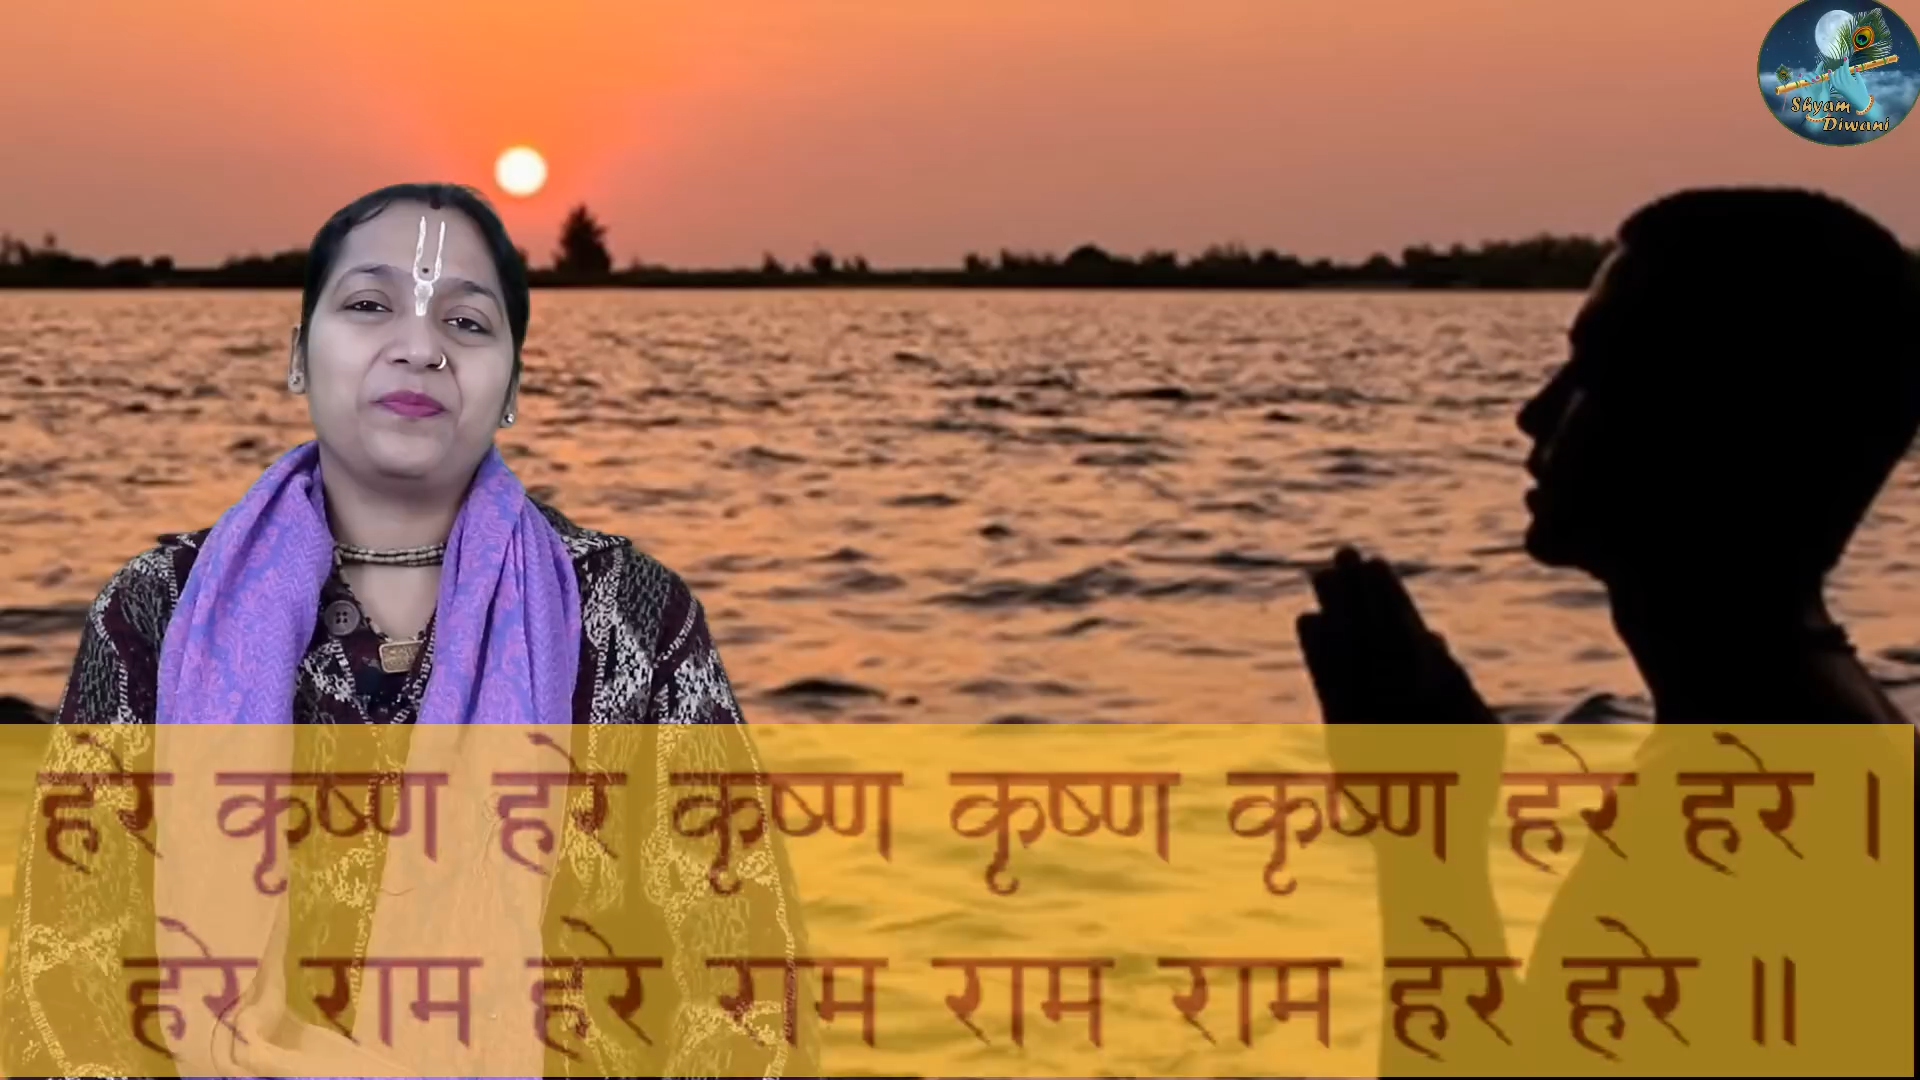 Shyam
Diwani
हरे कृष्ण हरे कृष्ण कृष्ण कृष्ण हरे हरे ।
हरे राम हरे राम राम राम हरे हरे ॥